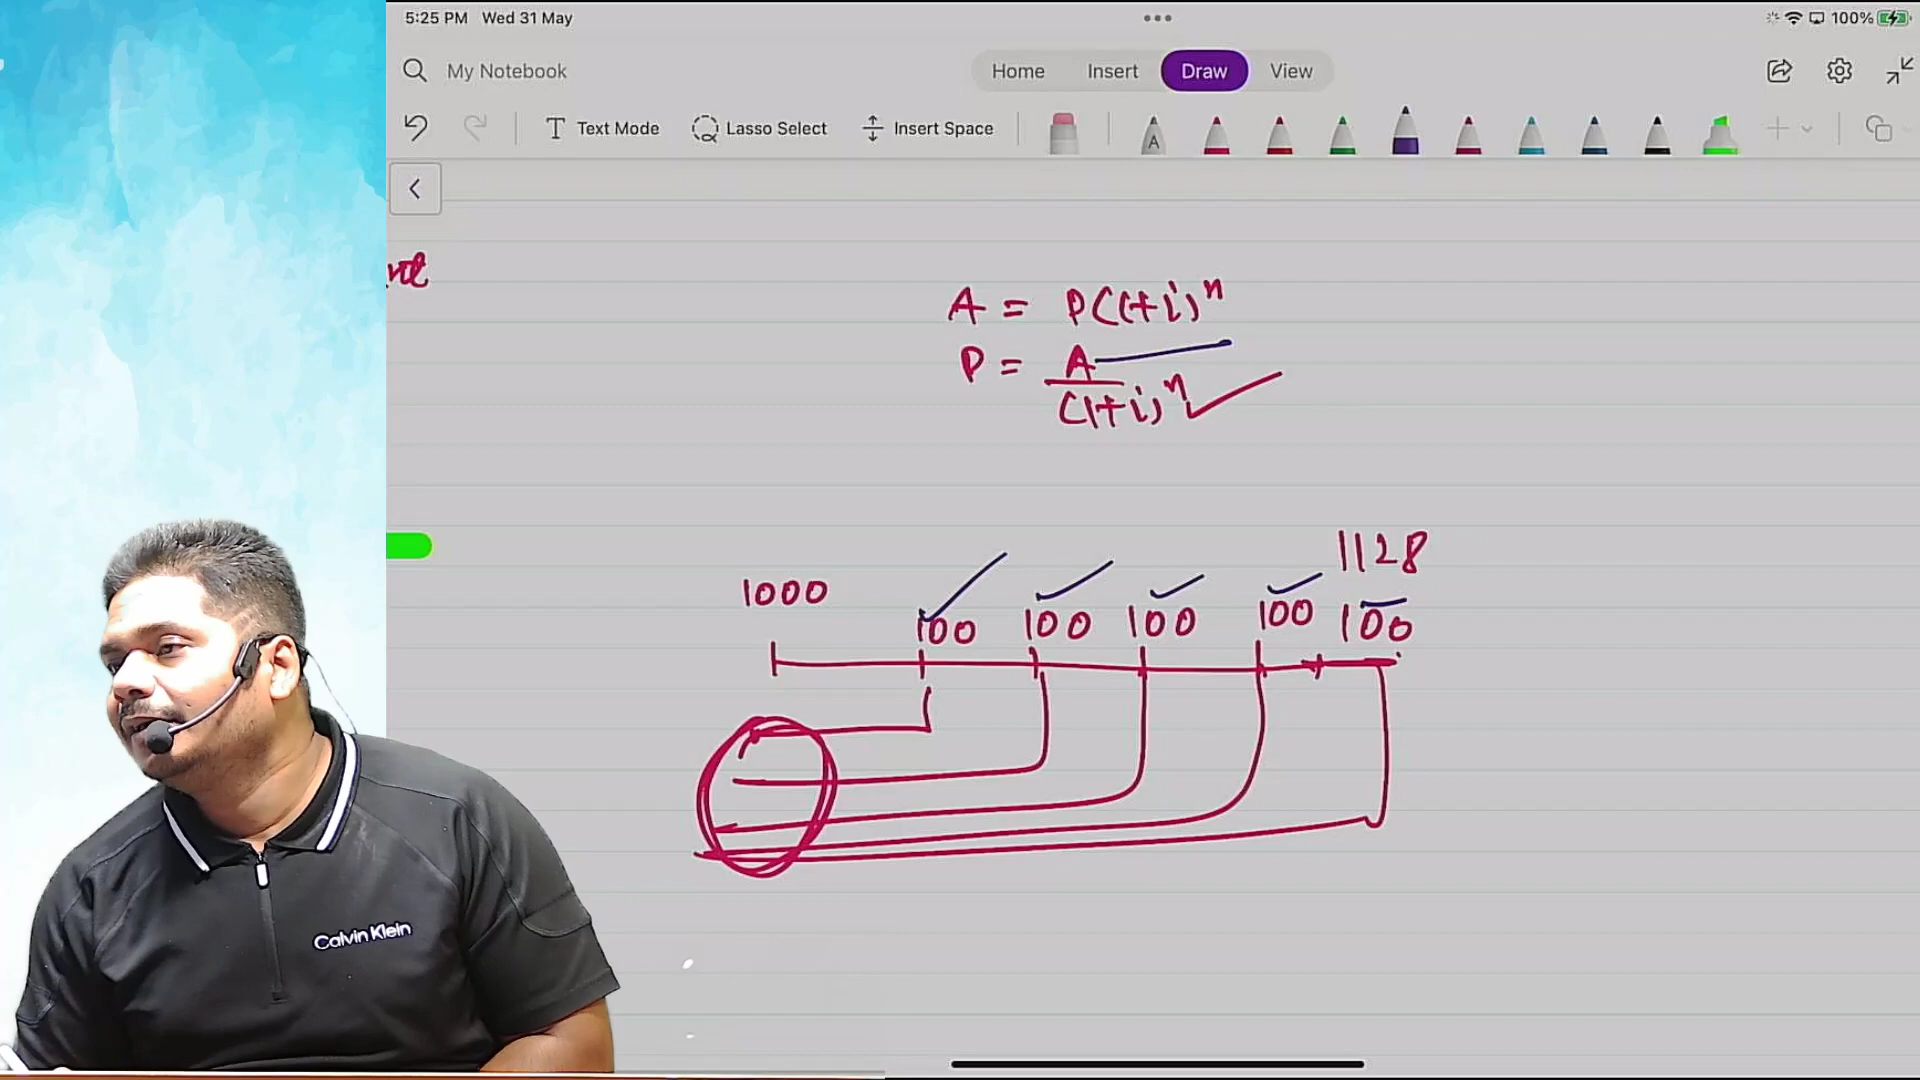 5:25 PM Wed 31 May
100%
My Notebook
Home Insert Draw View
Text Mode Lasso Select Insert Space
A
A = P(1+i)ⁿ
P = A
(1+i)ⁿ
1128
1000
100 100 100 100 100
Calvin Klein